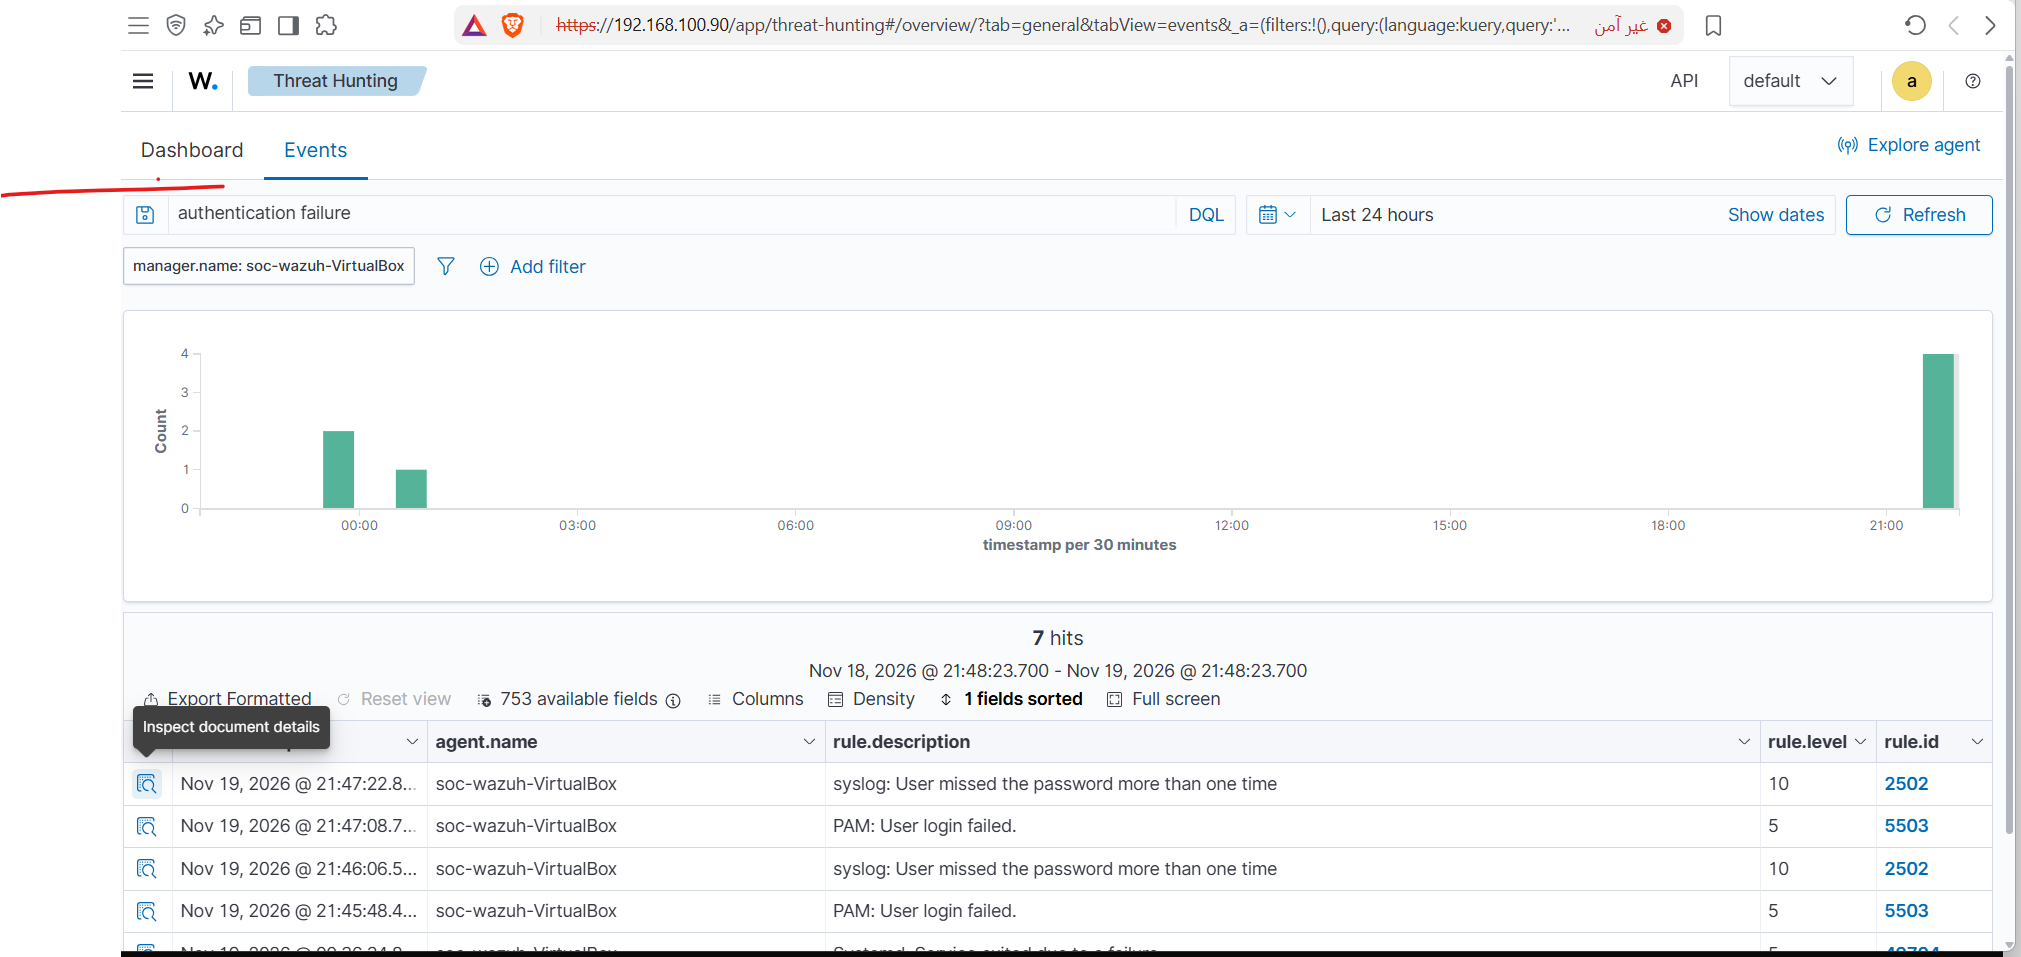 https://192.168.100.90/app/threat-hunting#/overview/?tab=general&tabView=events&_a=(filters:!(),query:(language:kuery,query:'... غير آمن
W. Threat Hunting API default a
Dashboard Events Explore agent
authentication failure DQL Last 24 hours Show dates Refresh
manager.name: soc-wazuh-VirtualBox Add filter
4
3
2
1
0
Count
00:00 03:00 06:00 09:00 12:00 15:00 18:00 21:00
timestamp per 30 minutes
7 hits
Nov 18, 2026 @ 21:48:23.700 - Nov 19, 2026 @ 21:48:23.700
Export Formatted Reset view 753 available fields Columns Density 1 fields sorted Full screen
Inspect document details
agent.name rule.description rule.level rule.id
Nov 19, 2026 @ 21:47:22.8... soc-wazuh-VirtualBox syslog: User missed the password more than one time 10 2502
Nov 19, 2026 @ 21:47:08.7... soc-wazuh-VirtualBox PAM: User login failed. 5 5503
Nov 19, 2026 @ 21:46:06.5... soc-wazuh-VirtualBox syslog: User missed the password more than one time 10 2502
Nov 19, 2026 @ 21:45:48.4... soc-wazuh-VirtualBox PAM: User login failed. 5 5503